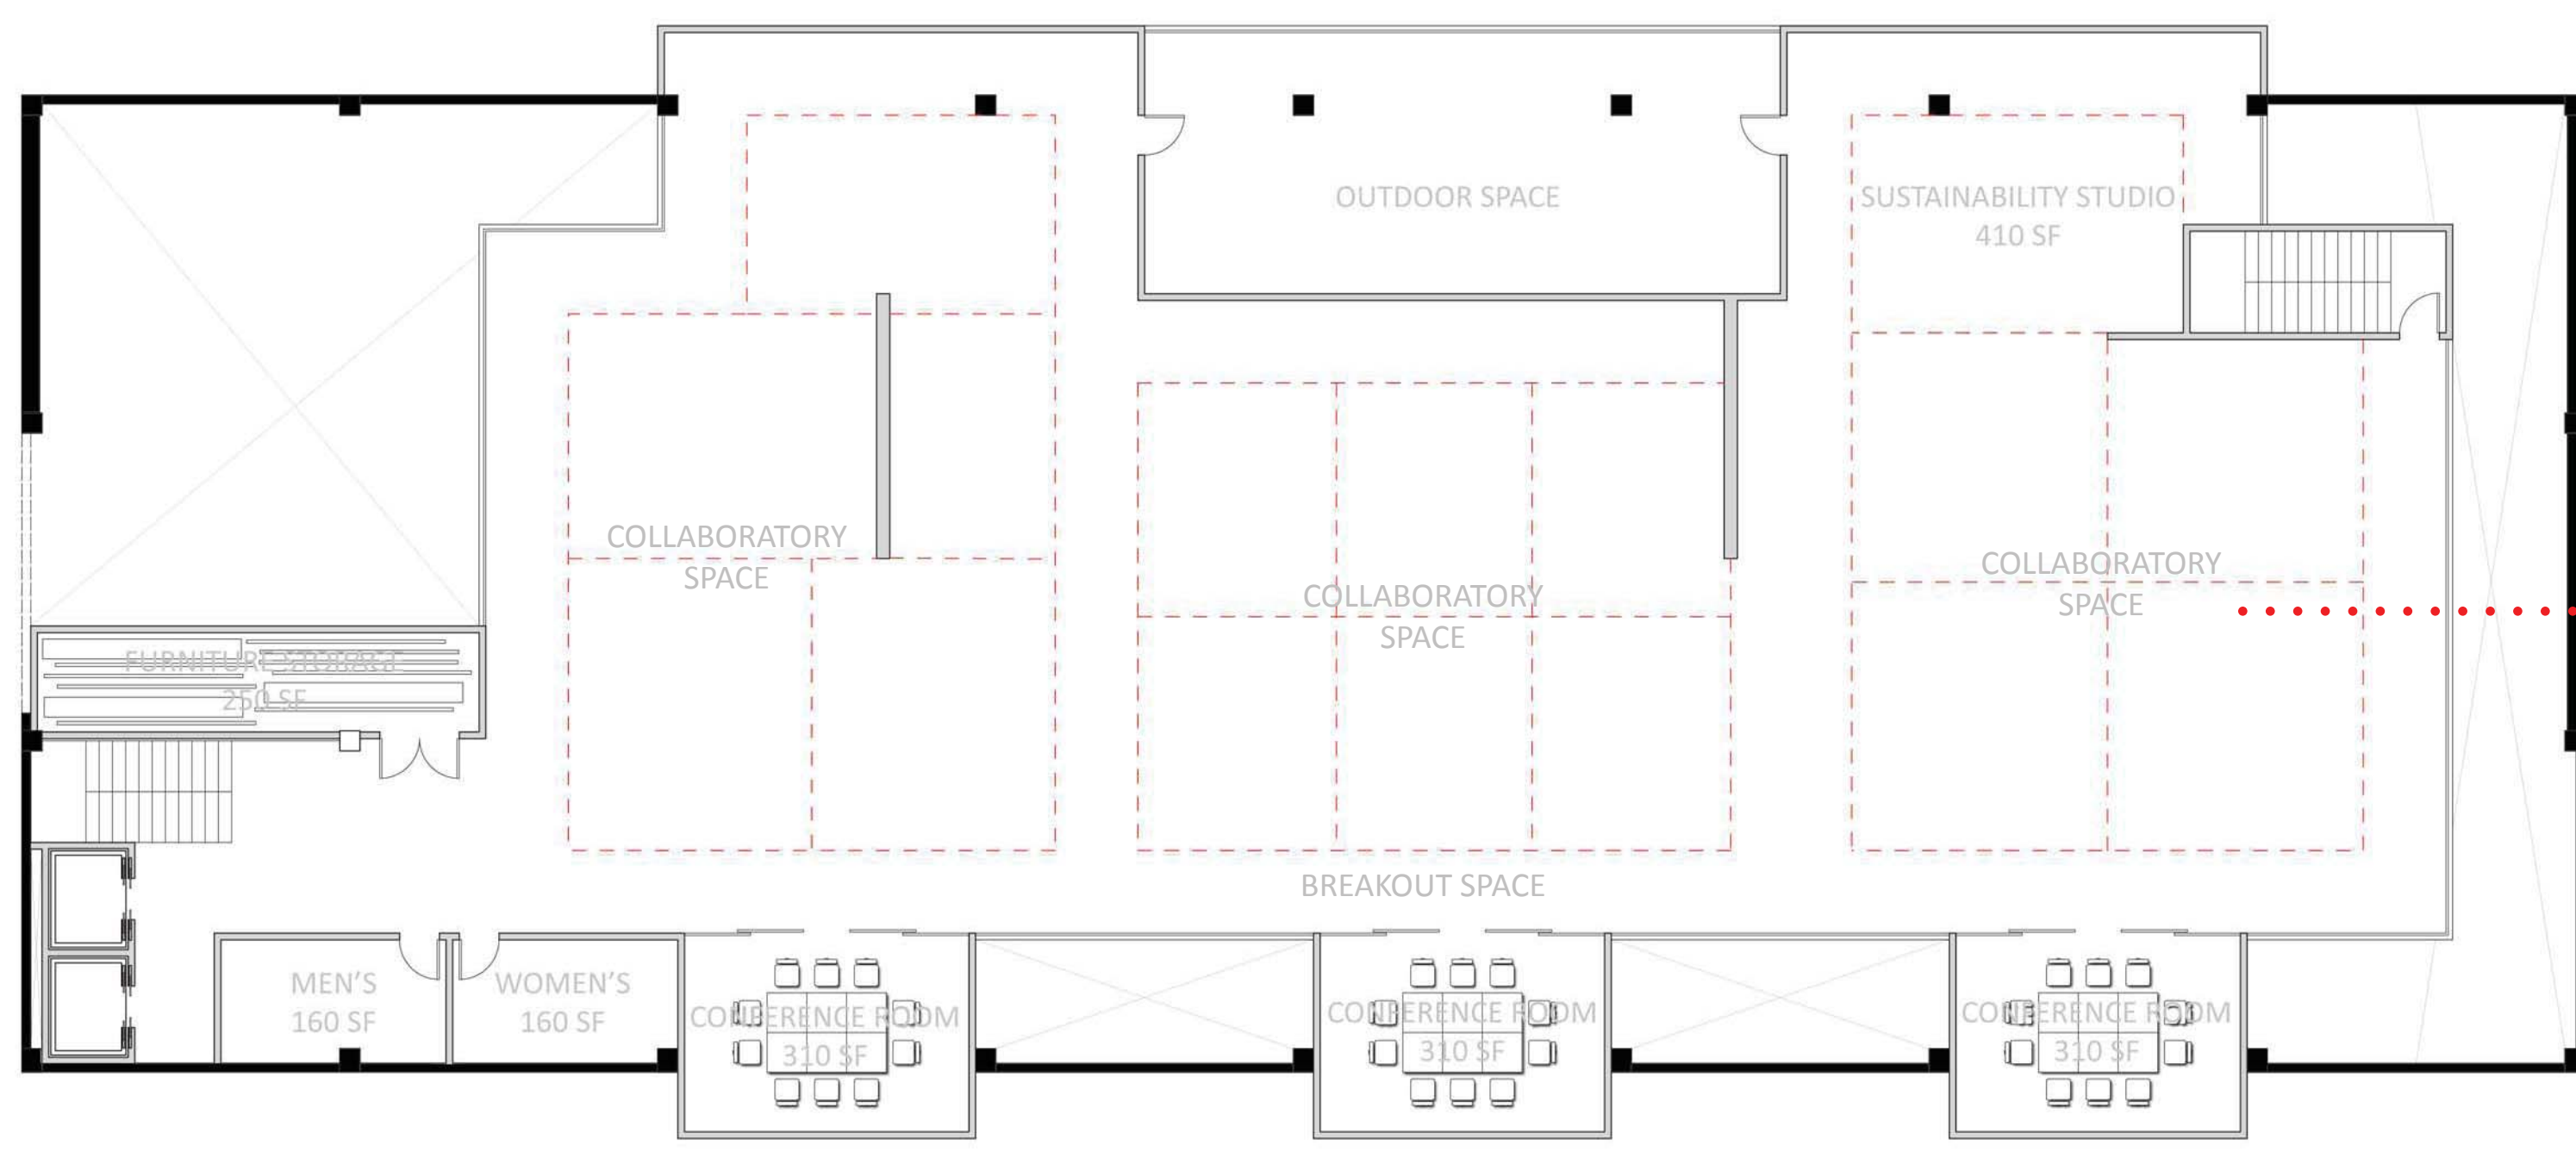 OUTDOOR SPACE
SUSTAINABILITY STUDIO
410 SF
COLLABORATORY
SPACE
COLLABORATORY
SPACE
COLLABORATORY
SPACE
FURNITURE STORAGE
250 SF
BREAKOUT SPACE
MEN'S
160 SF
WOMEN'S
160 SF
CONFERENCE ROOM
310 SF
CONFERENCE ROOM
310 SF
CONFERENCE ROOM
310 SF